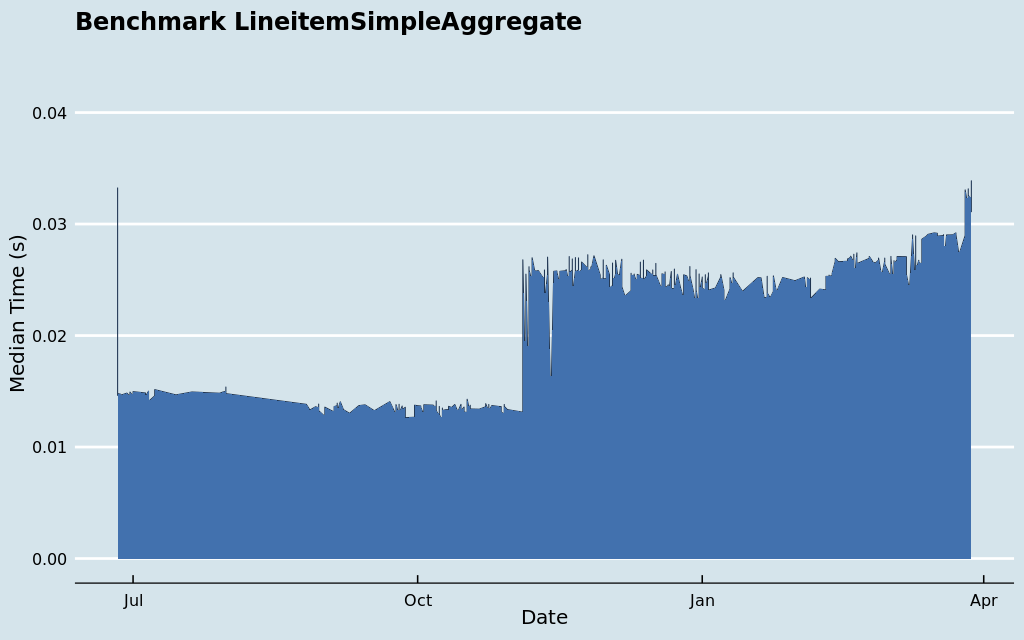 Benchmark LineitemSimpleAggregate
0.04
0.03
0.02
0.01
0.00
Median Time (s)
Jul
Oct
Jan
Apr
Date